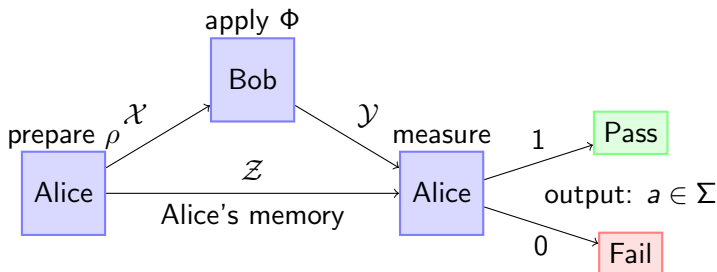 apply Φ
Bob
𝒳
𝒴
prepare ρ
measure
1
Pass
Alice
𝒵
Alice
output: a ∈ Σ
Alice's memory
0
Fail